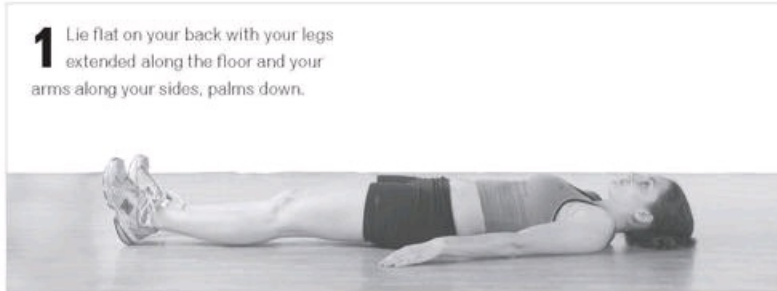 1 Lie flat on your back with your legs
extended along the floor and your
arms along your sides, palms down.